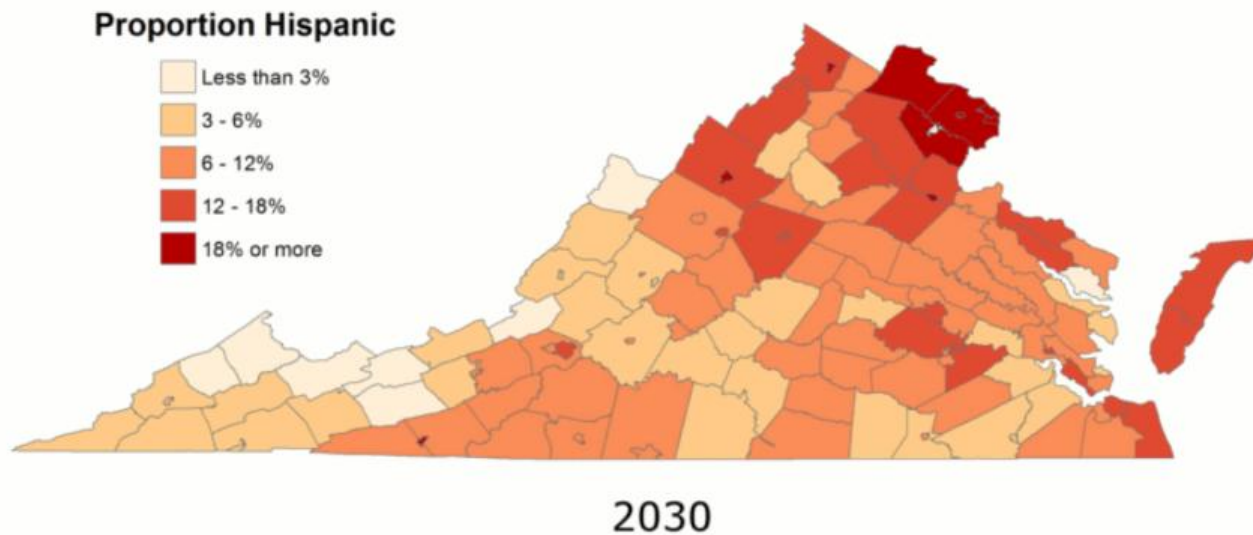 Proportion Hispanic
Less than 3%
3 - 6%
6 - 12%
12 - 18%
18% or more
2030